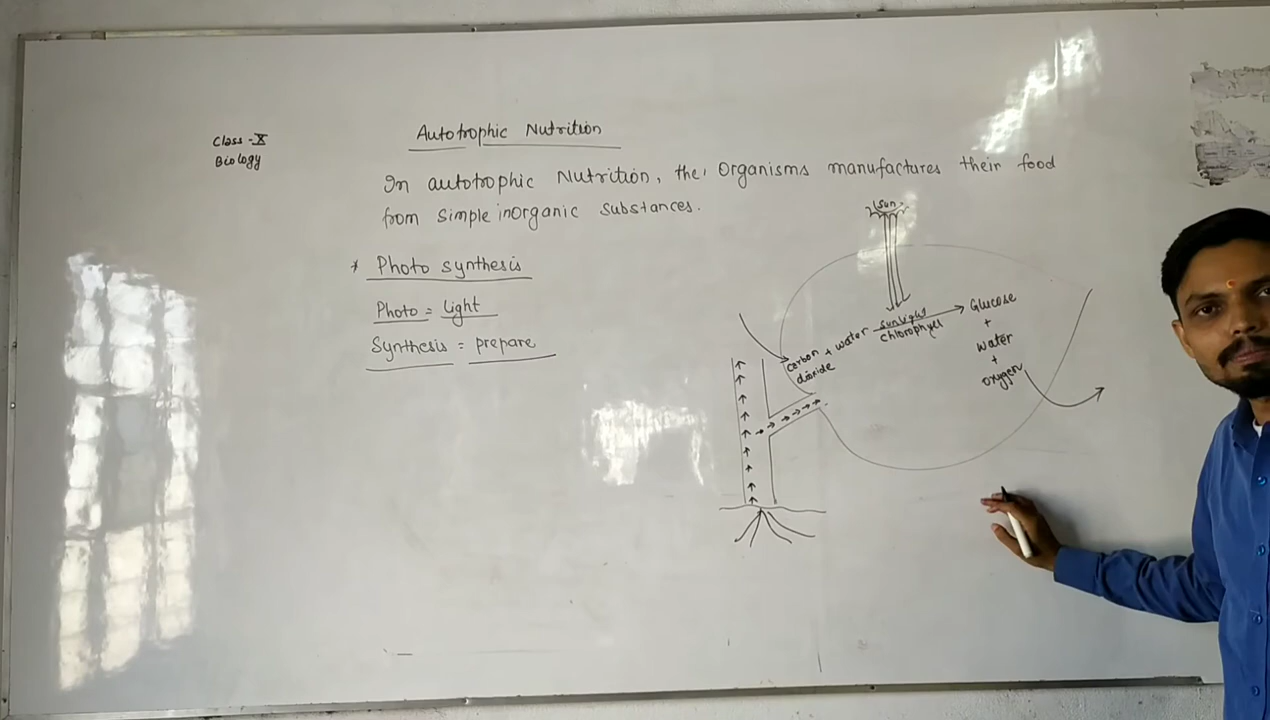 Class - X
Biology
Autotrophic Nutrition
In autotrophic Nutrition, the Organisms manufactures their food
from simple inorganic substances.
* Photo synthesis
Photo = light
Synthesis = prepare
Sun
Carbon dioxide + water
sunlight
chlorophyel
Glucose
+
water
+
oxygen